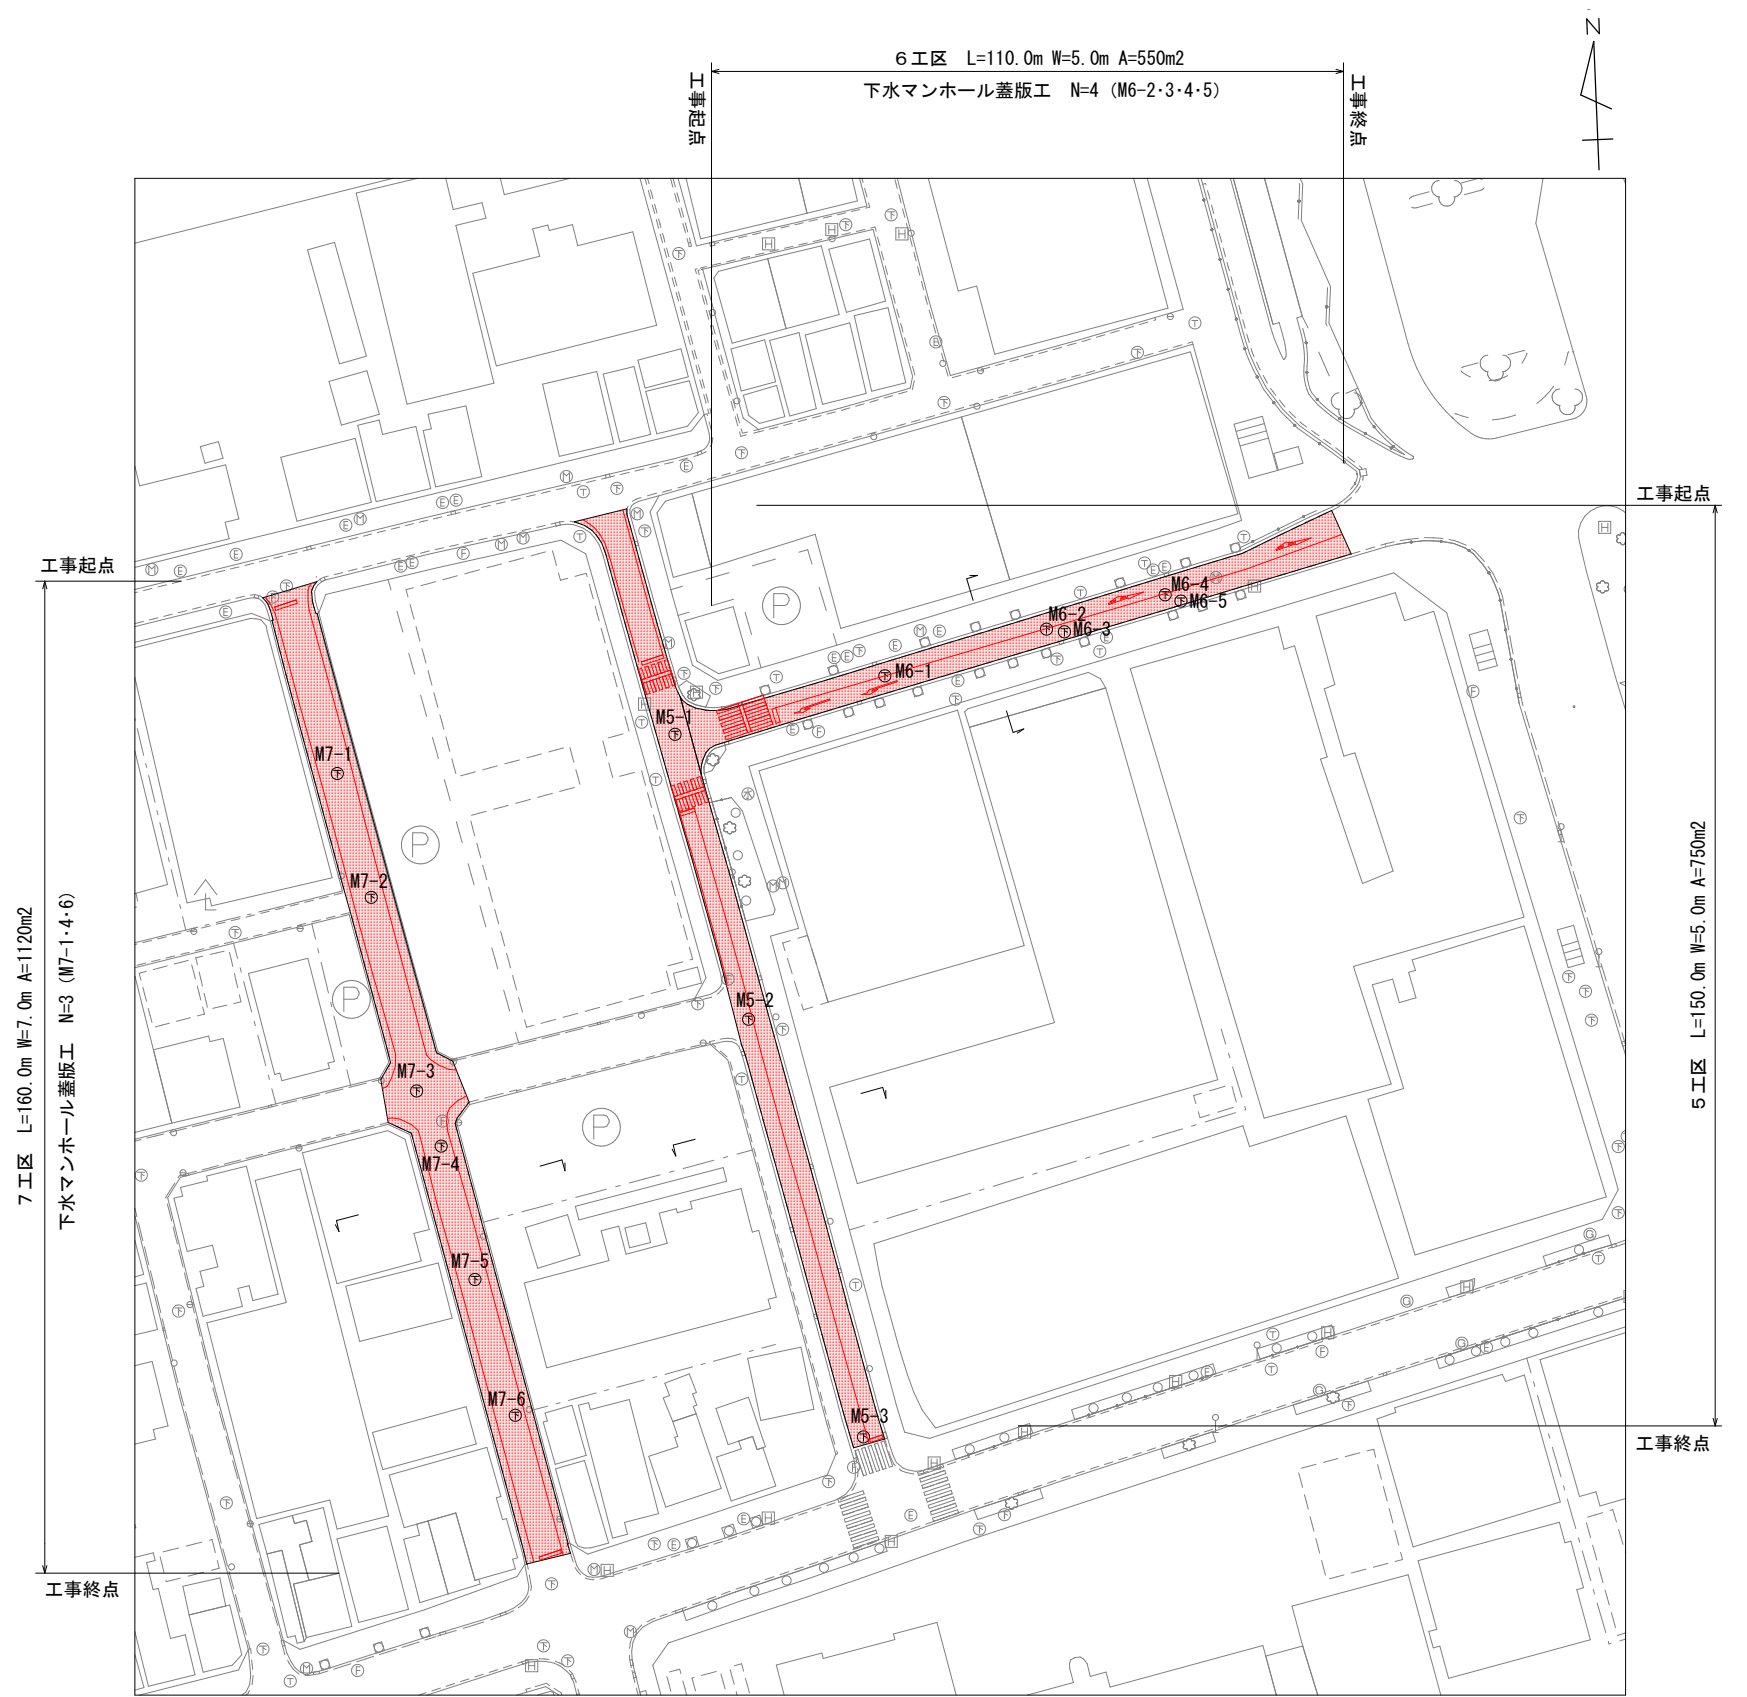 N
6工区 L=110.0m W=5.0m A=550m2
下水マンホール蓋版工 N=4 (M6-2・3・4・5)
工事起点
工事終点
工事起点
工事起点
M6-4
M6-5
M6-2
M6-3
M6-1
M5-1
M7-1
M7-2
M5-2
M7-3
M7-4
M7-5
M7-6
M5-3
P
P
P
P
7工区 L=160.0m W=7.0m A=1120m2
下水マンホール蓋版工 N=3 (M7-1・4・6)
5工区 L=150.0m W=5.0m A=750m2
工事終点
工事終点